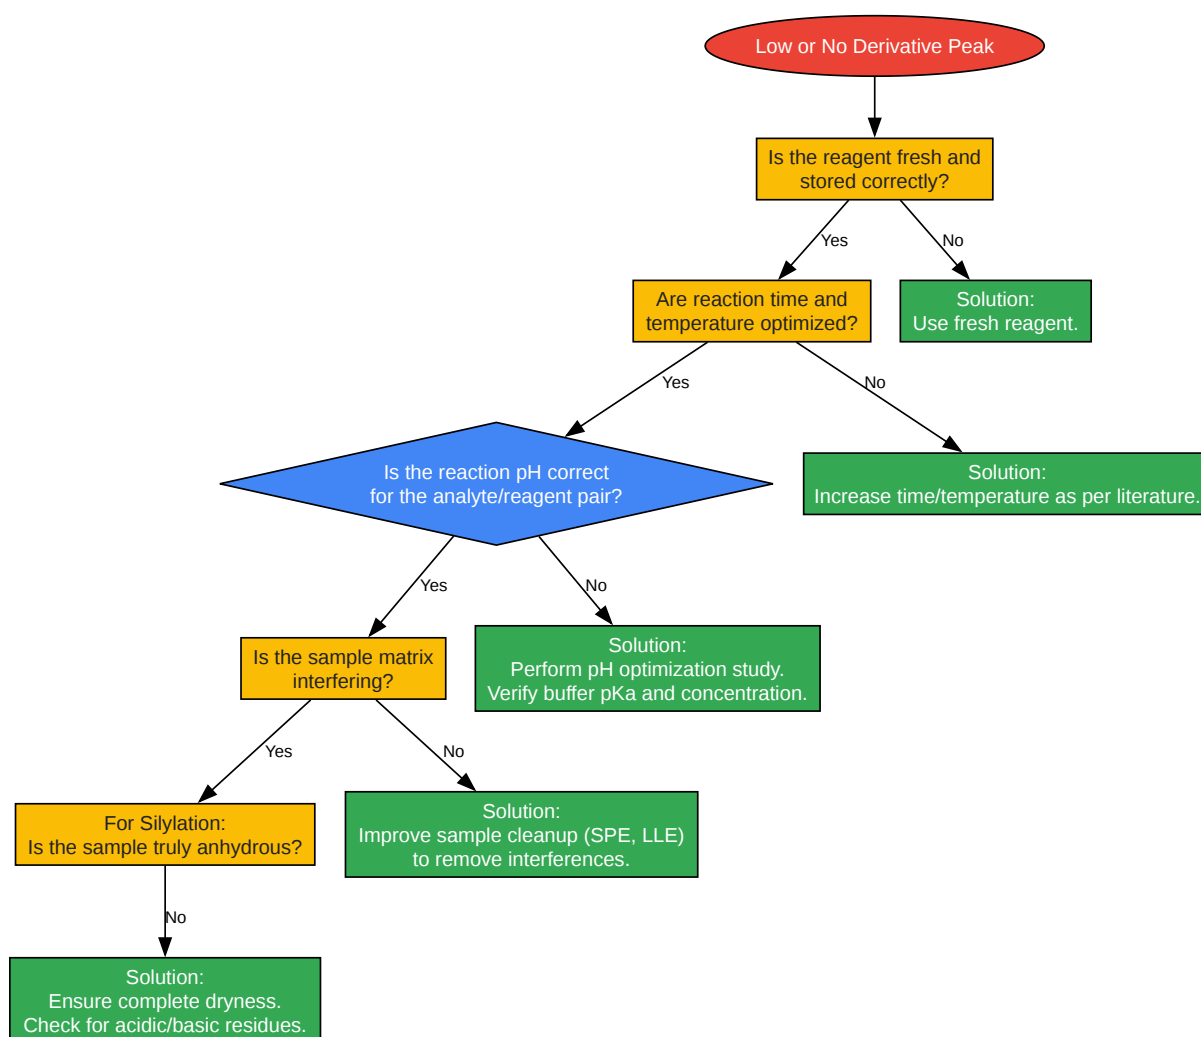 Low or No Derivative Peak
Is the reagent fresh and
stored correctly?
Yes
No
Are reaction time and
temperature optimized?
Solution:
Use fresh reagent.
Yes
No
Is the reaction pH correct
for the analyte/reagent pair?
Solution:
Increase time/temperature as per literature.
Yes
No
Is the sample matrix
interfering?
Solution:
Perform pH optimization study.
Verify buffer pKa and concentration.
Yes
No
For Silylation:
Is the sample truly anhydrous?
Solution:
Improve sample cleanup (SPE, LLE)
to remove interferences.
No
Solution:
Ensure complete dryness.
Check for acidic/basic residues.